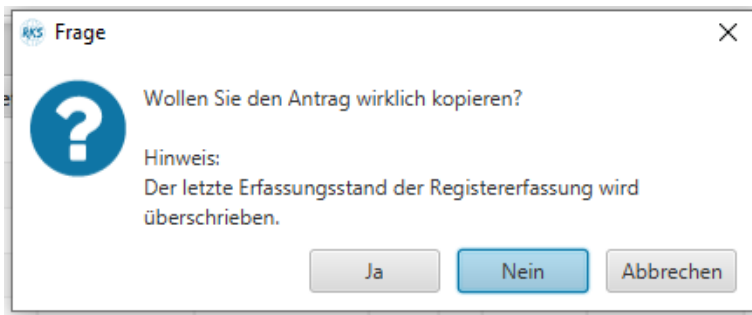 RKS Frage
Wollen Sie den Antrag wirklich kopieren?
Hinweis:
Der letzte Erfassungsstand der Registererfassung wird
überschrieben.
Ja Nein Abbrechen